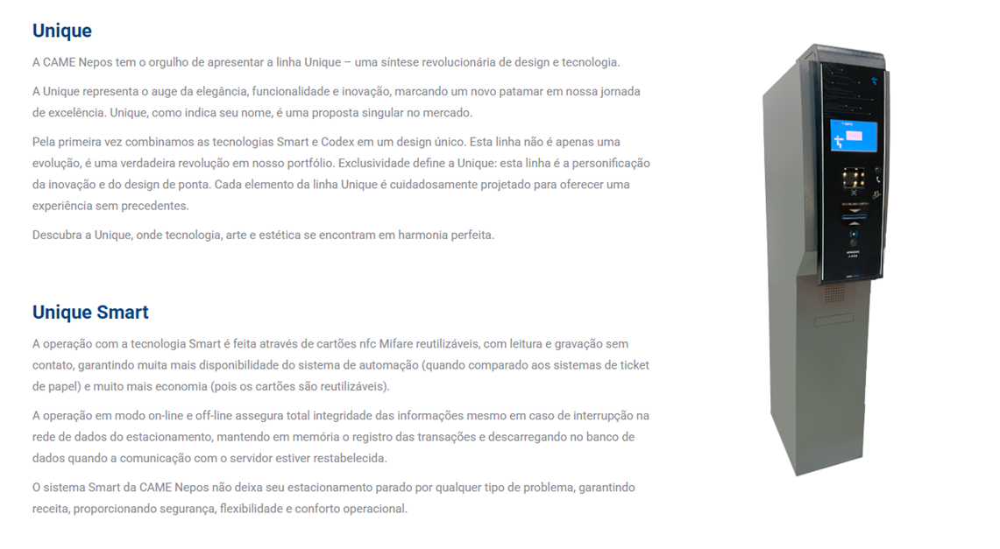 Unique
A CAME Nepos tem o orgulho de apresentar a linha Unique – uma síntese revolucionária de design e tecnologia.
A Unique representa o auge da elegância, funcionalidade e inovação, marcando um novo patamar em nossa jornada
de excelência. Unique, como indica seu nome, é uma proposta singular no mercado.
Pela primeira vez combinamos as tecnologias Smart e Codex em um design único. Esta linha não é apenas uma
evolução, é uma verdadeira revolução em nosso portfólio. Exclusividade define a Unique: esta linha é a personificação
da inovação e do design de ponta. Cada elemento da linha Unique é cuidadosamente projetado para oferecer uma
experiência sem precedentes.
Descubra a Unique, onde tecnologia, arte e estética se encontram em harmonia perfeita.
Unique Smart
A operação com a tecnologia Smart é feita através de cartões nfc Mifare reutilizáveis, com leitura e gravação sem
contato, garantindo muita mais disponibilidade do sistema de automação (quando comparado aos sistemas de ticket
de papel) e muito mais economia (pois os cartões são reutilizáveis).
A operação em modo on-line e off-line assegura total integridade das informações mesmo em caso de interrupção na
rede de dados do estacionamento, mantendo em memória o registro das transações e descarregando no banco de
dados quando a comunicação com o servidor estiver restabelecida.
O sistema Smart da CAME Nepos não deixa seu estacionamento parado por qualquer tipo de problema, garantindo
receita, proporcionando segurança, flexibilidade e conforto operacional.